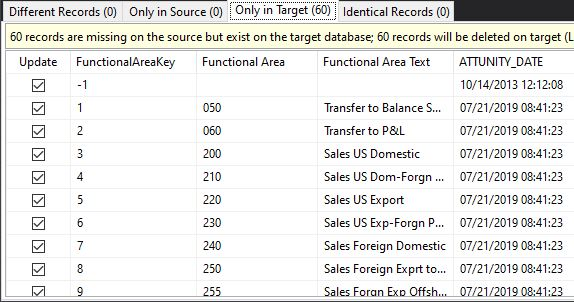 Different Records (0) Only in Source (0) Only in Target (60) Identical Records (0)
60 records are missing on the source but exist on the target database; 60 records will be deleted on target (L
Update FunctionalAreaKey Functional Area Functional Area Text ATTUNITY_DATE
-1 10/14/2013 12:12:08
1 050 Transfer to Balance S... 07/21/2019 08:41:23
2 060 Transfer to P&L 07/21/2019 08:41:23
3 200 Sales US Domestic 07/21/2019 08:41:23
4 210 Sales US Dom-Forgn ... 07/21/2019 08:41:23
5 220 Sales US Export 07/21/2019 08:41:23
6 230 Sales US Exp-Forgn P... 07/21/2019 08:41:23
7 240 Sales Foreign Domestic 07/21/2019 08:41:23
8 250 Sales Foreign Exprt to... 07/21/2019 08:41:23
9 255 Sales Forgn Exp Offsh... 07/21/2019 08:41:23